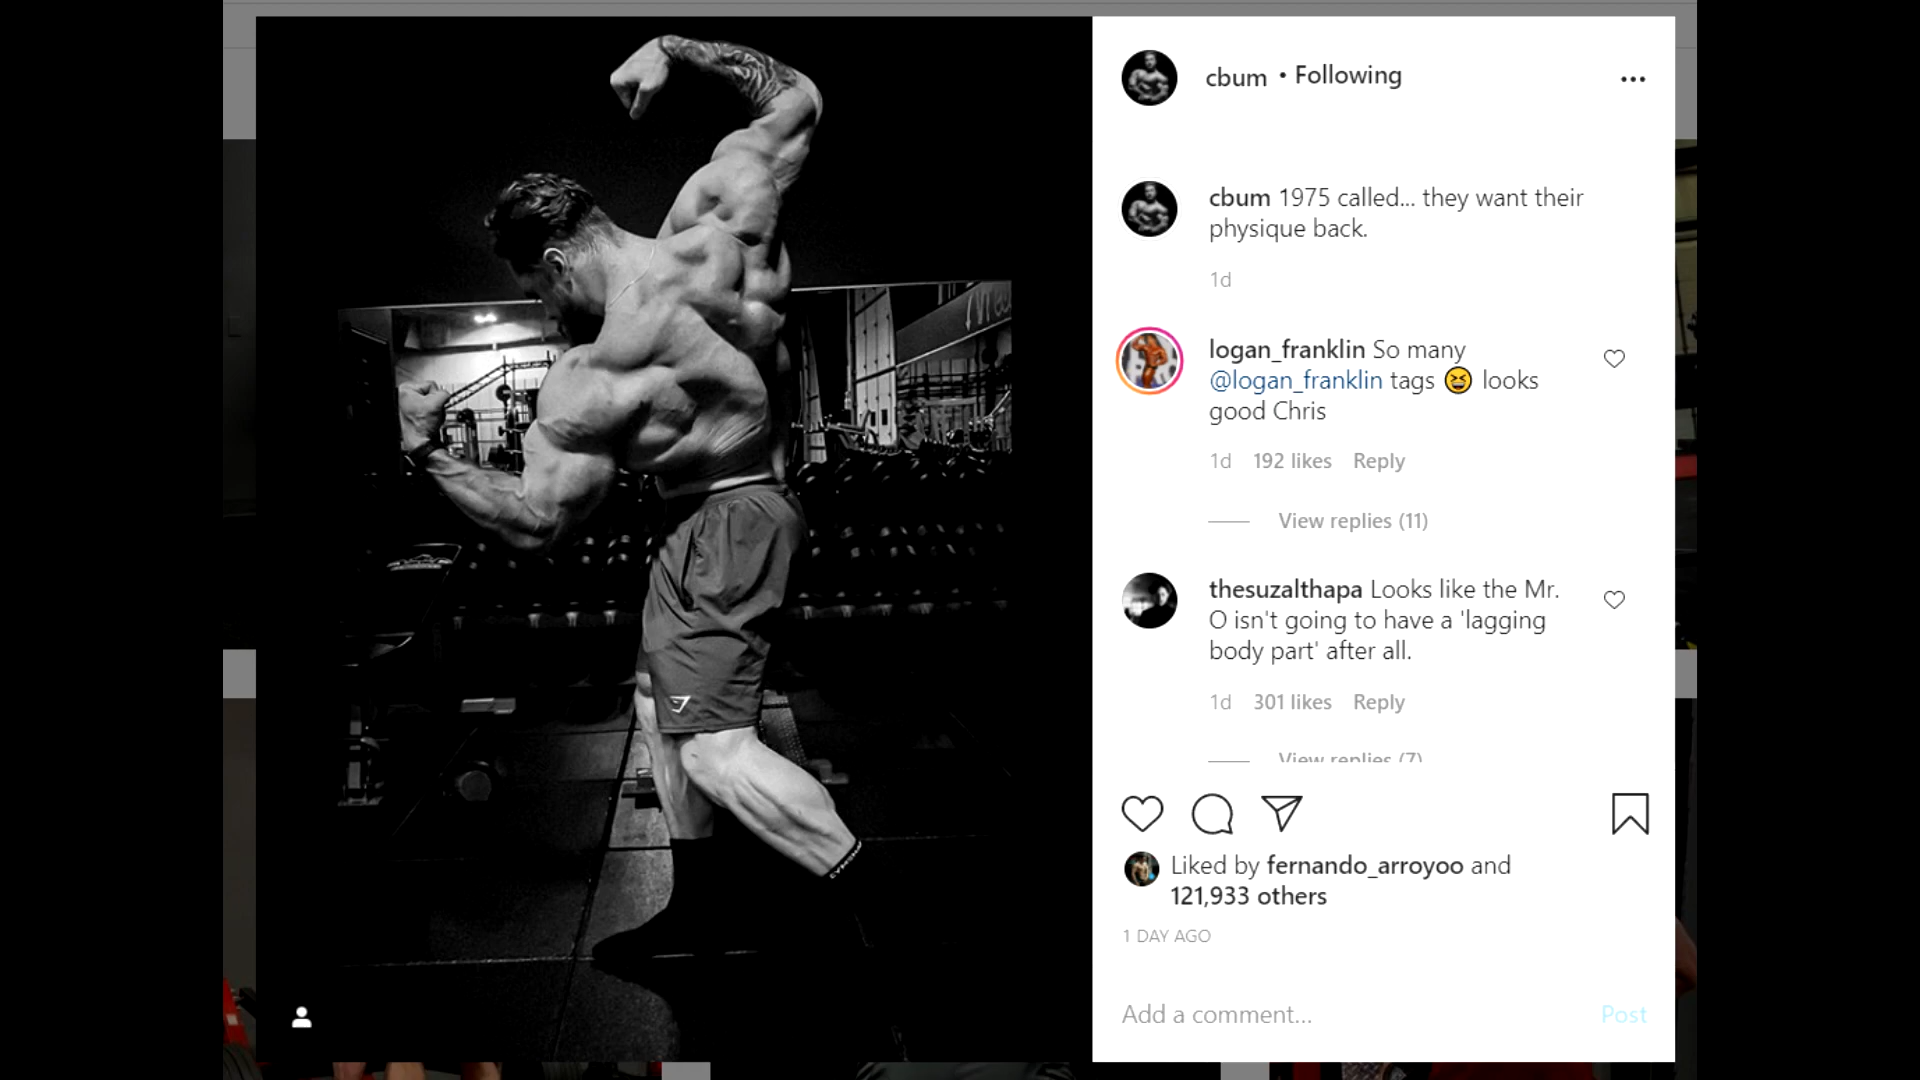 cbum • Following
cbum 1975 called... they want their
physique back.
1d
logan_franklin So many
@logan_franklin tags 😆 looks
good Chris
1d 192 likes Reply
View replies (11)
thesuzalthapa Looks like the Mr.
O isn't going to have a 'lagging
body part' after all.
1d 301 likes Reply
View replies (7)
Liked by fernando_arroyoo and
121,933 others
1 DAY AGO
Add a comment... Post